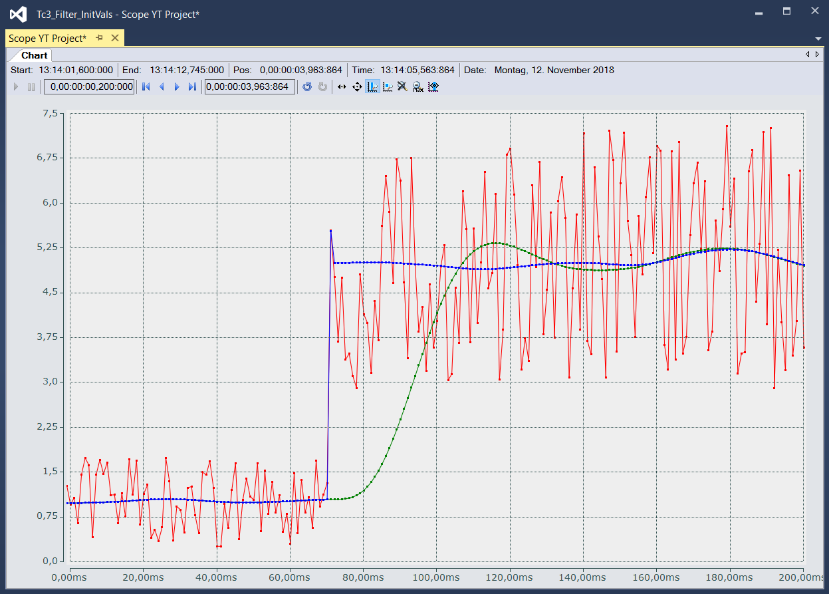 Tc3_Filter_InitVals - Scope YT Project*
Scope YT Project*
Chart
Start: 13:14:01,600:000 End: 13:14:12,745:000 Pos: 0,00:00:03,963:864 Time: 13:14:05,563:864 Date: Montag, 12. November 2018
0,00:00:00,200:000 0,00:00:03,963:864
7,5
6,75
6,0
5,25
4,5
3,75
3,0
2,25
1,5
0,75
0,0
0,00ms 20,00ms 40,00ms 60,00ms 80,00ms 100,00ms 120,00ms 140,00ms 160,00ms 180,00ms 200,00ms